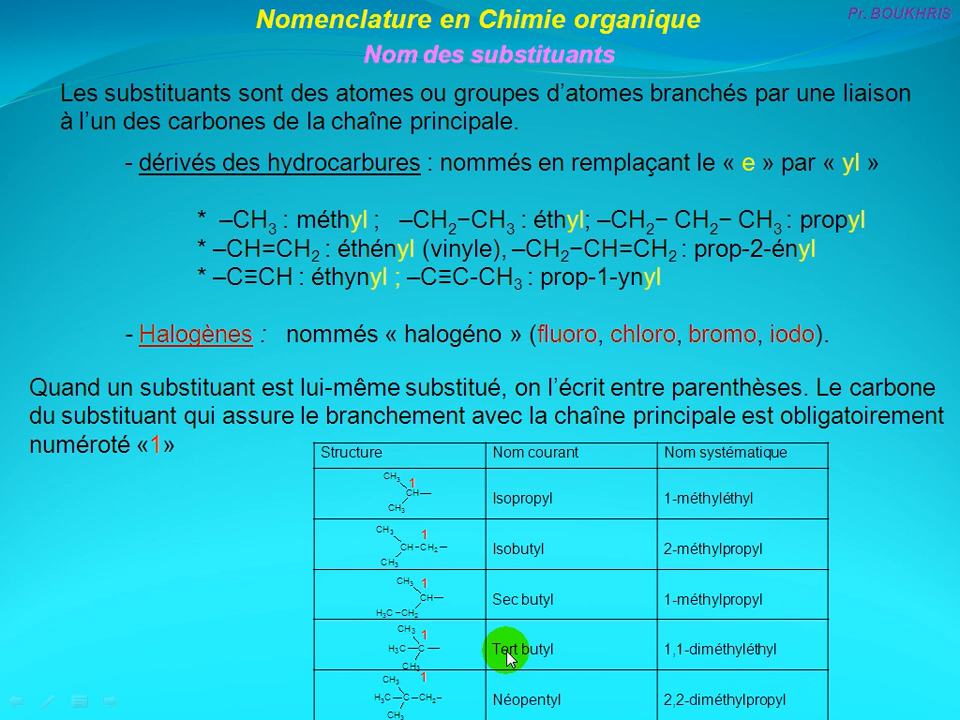 Nomenclature en Chimie organique
Pr. BOUKHRIS
Nom des substituants
Les substituants sont des atomes ou groupes d’atomes branchés par une liaison
à l’un des carbones de la chaîne principale.
- dérivés des hydrocarbures : nommés en remplaçant le « e » par « yl »
* –CH3 : méthyl ; –CH2–CH3 : éthyl; –CH2– CH2– CH3 : propyl
* –CH=CH2 : éthényl (vinyle), –CH2–CH=CH2 : prop-2-ényl
* –C≡CH : éthynyl ; –C≡C-CH3 : prop-1-ynyl
- Halogènes : nommés « halogéno » (fluoro, chloro, bromo, iodo).
Quand un substituant est lui-même substitué, on l’écrit entre parenthèses. Le carbone
du substituant qui assure le branchement avec la chaîne principale est obligatoirement
numéroté «1»
Structure Nom courant Nom systématique
CH3 1
CH —
CH3
Isopropyl 1-méthyléthyl
CH3 1
CH –CH2 —
CH3
Isobutyl 2-méthylpropyl
CH3 1
CH —
H3C –CH2
Sec butyl 1-méthylpropyl
CH3 1
H3C — C —
CH3
Tert butyl 1,1-diméthyléthyl
CH3 1
H3C — C — CH2–
CH3
Néopentyl 2,2-diméthylpropyl